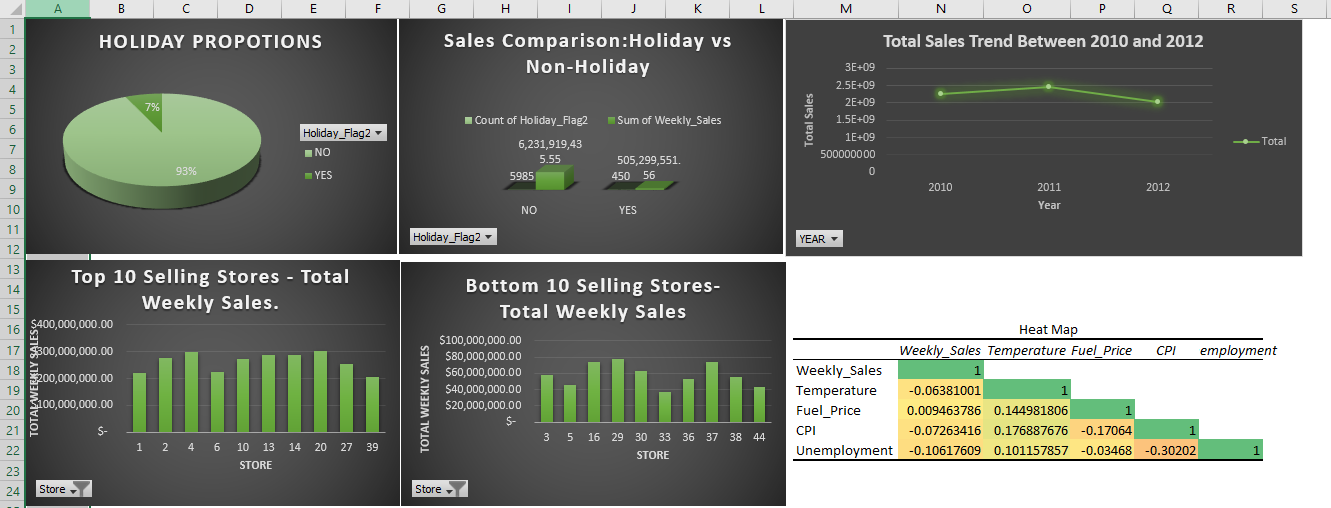 A B C D E F G H I J K L M N O P Q R S
1
2
3
4
5
6
7
8
9
10
11
12
13
14
15
16
17
18
19
20
21
22
23
24
HOLIDAY PROPOTIONS
7%
93%
Holiday_Flag2
NO
YES
Sales Comparison:Holiday vs
Non-Holiday
Count of Holiday_Flag2 Sum of Weekly_Sales
6,231,919,43
5.55
5985
505,299,551.
56
450
NO YES
Holiday_Flag2
Total Sales Trend Between 2010 and 2012
Total Sales
3E+09
2.5E+09
2E+09
1.5E+09
1E+09
500000000
0
2010 2011 2012
Year
Total
YEAR
Top 10 Selling Stores - Total
Weekly Sales.
TOTAL WEEKLY SALES
$400,000,000.00
$300,000,000.00
$200,000,000.00
$100,000,000.00
$-
1 2 4 6 10 13 14 20 27 39
STORE
Store
Bottom 10 Selling Stores-
Total Weekly Sales
TOTAL WEEKLY SALES
$100,000,000.00
$80,000,000.00
$60,000,000.00
$40,000,000.00
$20,000,000.00
$-
3 5 16 29 30 33 36 37 38 44
STORE
Store
Heat Map
Weekly_Sales Temperature Fuel_Price CPI employment
Weekly_Sales 1
Temperature -0.06381001 1
Fuel_Price 0.009463786 0.144981806 1
CPI -0.07263416 0.176887676 -0.17064 1
Unemployment -0.10617609 0.101157857 -0.03468 -0.30202 1